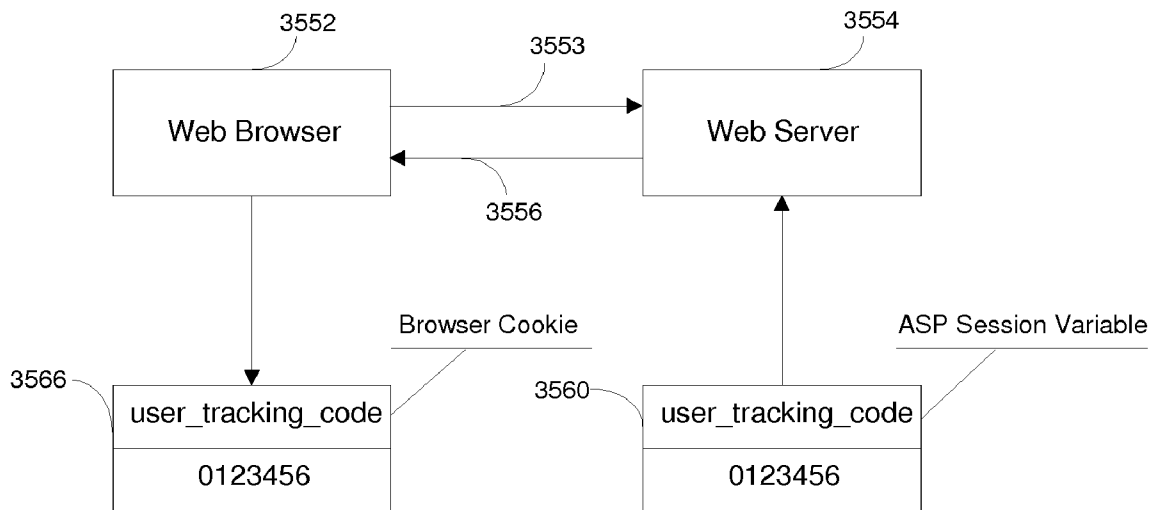 3552
3553
3554
Web Browser
Web Server
3556
Browser Cookie
ASP Session Variable
3566
3560
user_tracking_code
user_tracking_code
0123456
0123456